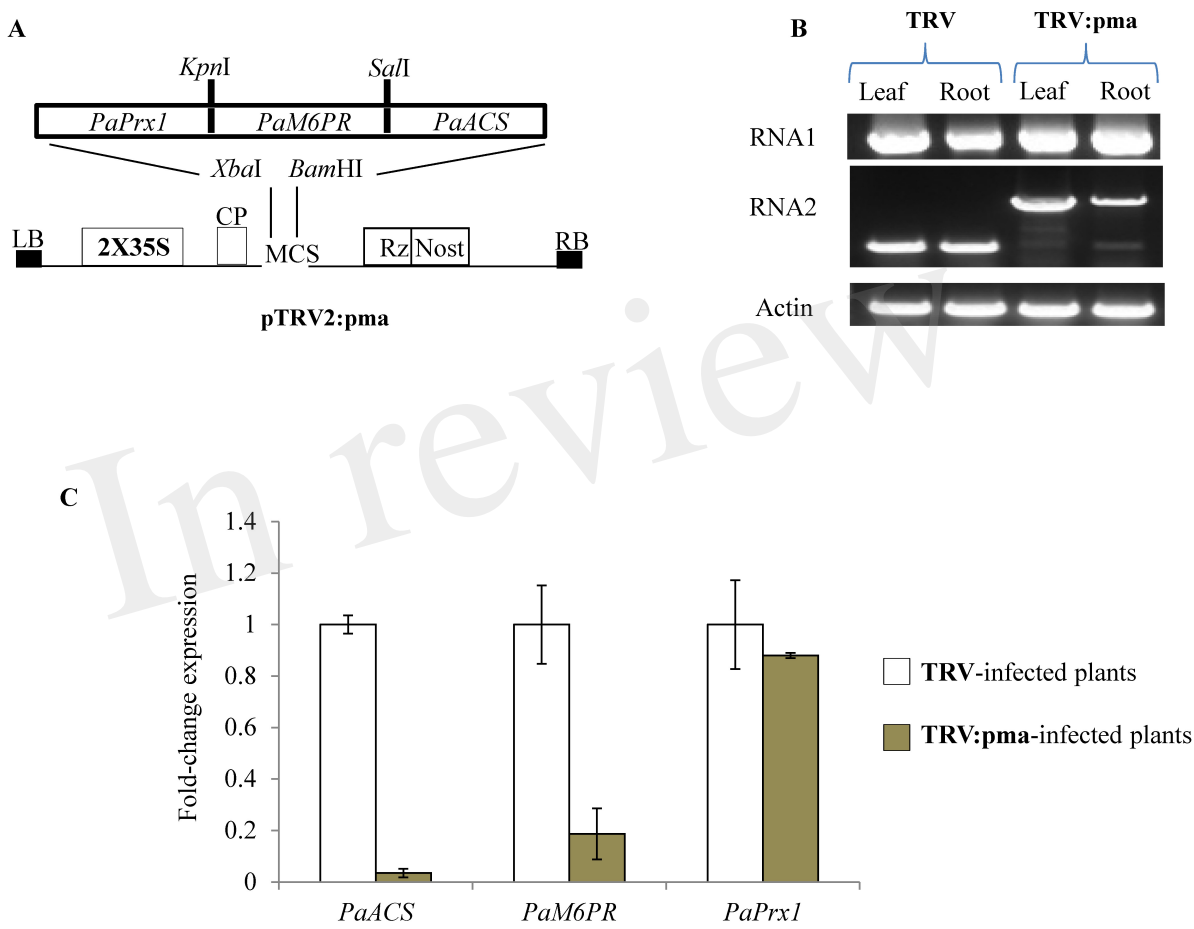 A
KpnI SalI
PaPrx1 PaM6PR PaACS
XbaI BamHI
CP
LB 2X35S MCS Rz Nost RB
pTRV2:pma
B
TRV TRV:pma
Leaf Root Leaf Root
RNA1
RNA2
Actin
In review
C
Fold-change expression
1.4
1.2
1
0.8
0.6
0.4
0.2
0
PaACS PaM6PR PaPrx1
TRV-infected plants
TRV:pma-infected plants